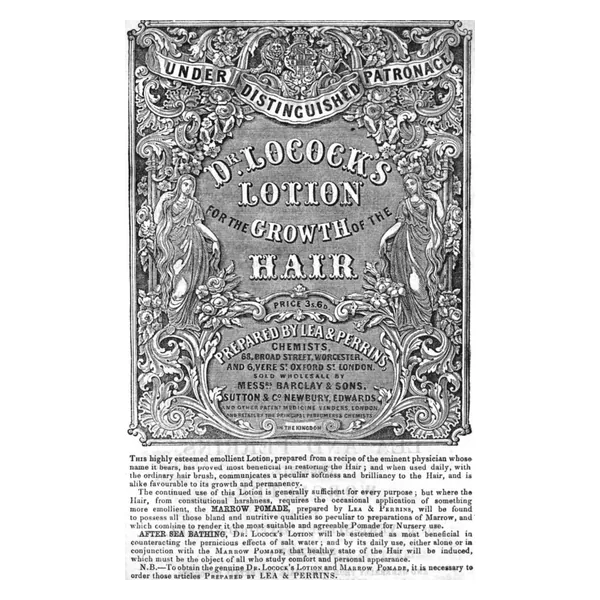 UNDER DISTINGUISHED PATRONAGE
DR LOCOCK'S
LOTION
FOR THE GROWTH OF THE
HAIR
PRICE 3s.6D
PREPARED BY LEA & PERRINS
CHEMISTS,
68, BROAD STREET, WORCESTER,
AND 6, VERE ST OXFORD ST LONDON.
SOLD WHOLESALE BY
MESSRS BARCLAY & SONS.
SUTTON & CO NEWBURY, EDWARDS,
AND OTHER PATENT MEDICINE VENDERS, LONDON.
AND RETAIL BY THE PRINCIPAL PERFUMERS & CHEMISTS
IN THE KINGDOM
THIS highly esteemed emollient Lotion, prepared from a recipe of the eminent physician whose
name it bears, has proved most beneficial in restoring the Hair; and when used daily, with
the ordinary hair brush, communicates a peculiar softness and brilliancy to the Hair, and is
alike favourable to its growth and permanency.
The continued use of this Lotion is generally sufficient for every purpose; but where the
Hair, from constitutional harshness, requires the occasional application of something
more emollient, the MARROW POMADE, prepared by LEA & PERRINS, will be found
to possess all those bland and nutritive qualities so peculiar to preparations of Marrow, and
which combine to render it the most suitable and agreeable Pomade for Nursery use.
AFTER SEA BATHING, DR. LOCOCK'S LOTION will be esteemed as most beneficial in
counteracting the pernicious effects of salt water; and by its daily use, either alone or in
conjunction with the MARROW POMADE, that healthy state of the Hair will be induced,
which must be the object of all who study comfort and personal appearance.
N.B.—To obtain the genuine DR. LOCOCK'S LOTION and MARROW POMADE, it is necessary to
order those articles PREPARED BY LEA & PERRINS.